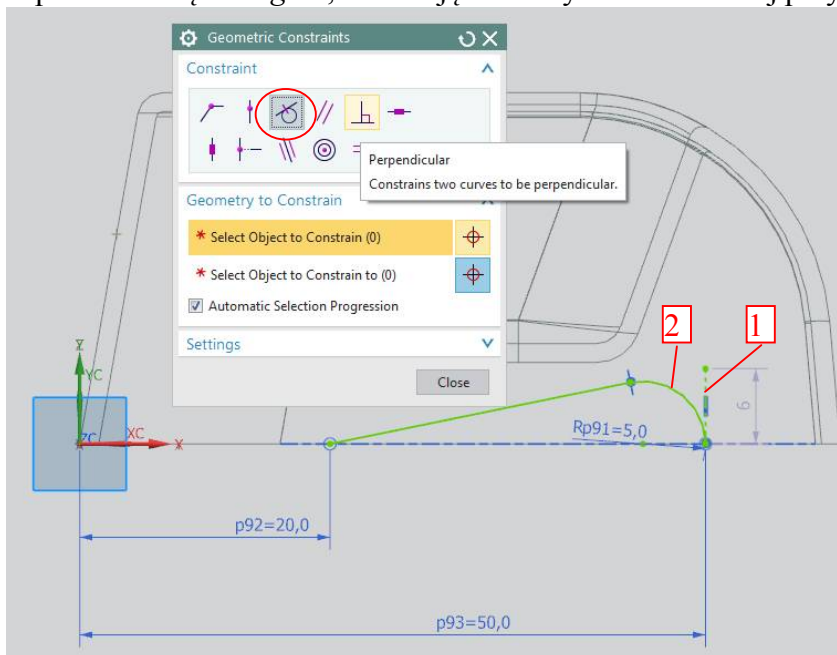 Geometric Constraints
Constraint
Perpendicular
Constrains two curves to be perpendicular.
Geometry to Constrain
* Select Object to Constrain (0)
* Select Object to Constrain to (0)
Automatic Selection Progression
Settings
Close
2
1
YC
ZC
XC
X
6
Rp91=5,0
p92=20,0
p93=50,0